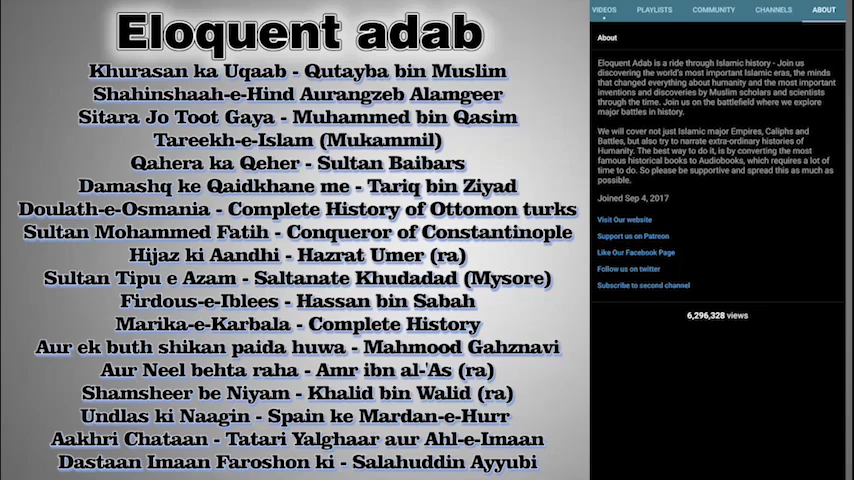 Eloquent adab
Khurasan ka Uqaab - Qutayba bin Muslim
Shahinshaah-e-Hind Aurangzeb Alamgeer
Sitara Jo Toot Gaya - Muhammed bin Qasim
Tareekh-e-Islam (Mukammil)
Qahera ka Qeher - Sultan Baibars
Damashq ke Qaidkhane me - Tariq bin Ziyad
Doulath-e-Osmania - Complete History of Ottomon turks
Sultan Mohammed Fatih - Conqueror of Constantinople
Hijaz ki Aandhi - Hazrat Umer (ra)
Sultan Tipu e Azam - Saltanate Khudadad (Mysore)
Firdous-e-Iblees - Hassan bin Sabah
Marika-e-Karbala - Complete History
Aur ek buth shikan paida huwa - Mahmood Gahznavi
Aur Neel behta raha - Amr ibn al-'As (ra)
Shamsheer be Niyam - Khalid bin Walid (ra)
Undlas ki Naagin - Spain ke Mardan-e-Hurr
Aakhri Chataan - Tatari Yalghaar aur Ahl-e-Imaan
Dastaan Imaan Faroshon ki - Salahuddin Ayyubi
VIDEOS PLAYLISTS COMMUNITY CHANNELS ABOUT
About
Eloquent Adab is a ride through Islamic history - Join us
discovering the world's most important Islamic eras, the minds
that changed everything about humanity and the most important
inventions and discoveries by Muslim scholars and scientists
through the time. Join us on the battlefield where we explore
major battles in history.
We will cover not just Islamic major Empires, Caliphs and
Battles, but also try to narrate extra-ordinary histories of
Humanity. The best way to do it, is by converting the most
famous historical books to Audiobooks, which requires a lot of
time to do. So please be supportive and spread this as much as
possible.
Joined Sep 4, 2017
Visit Our website
Support us on Patreon
Like Our Facebook Page
Follow us on twitter
Subscribe to second channel
6,296,328 views